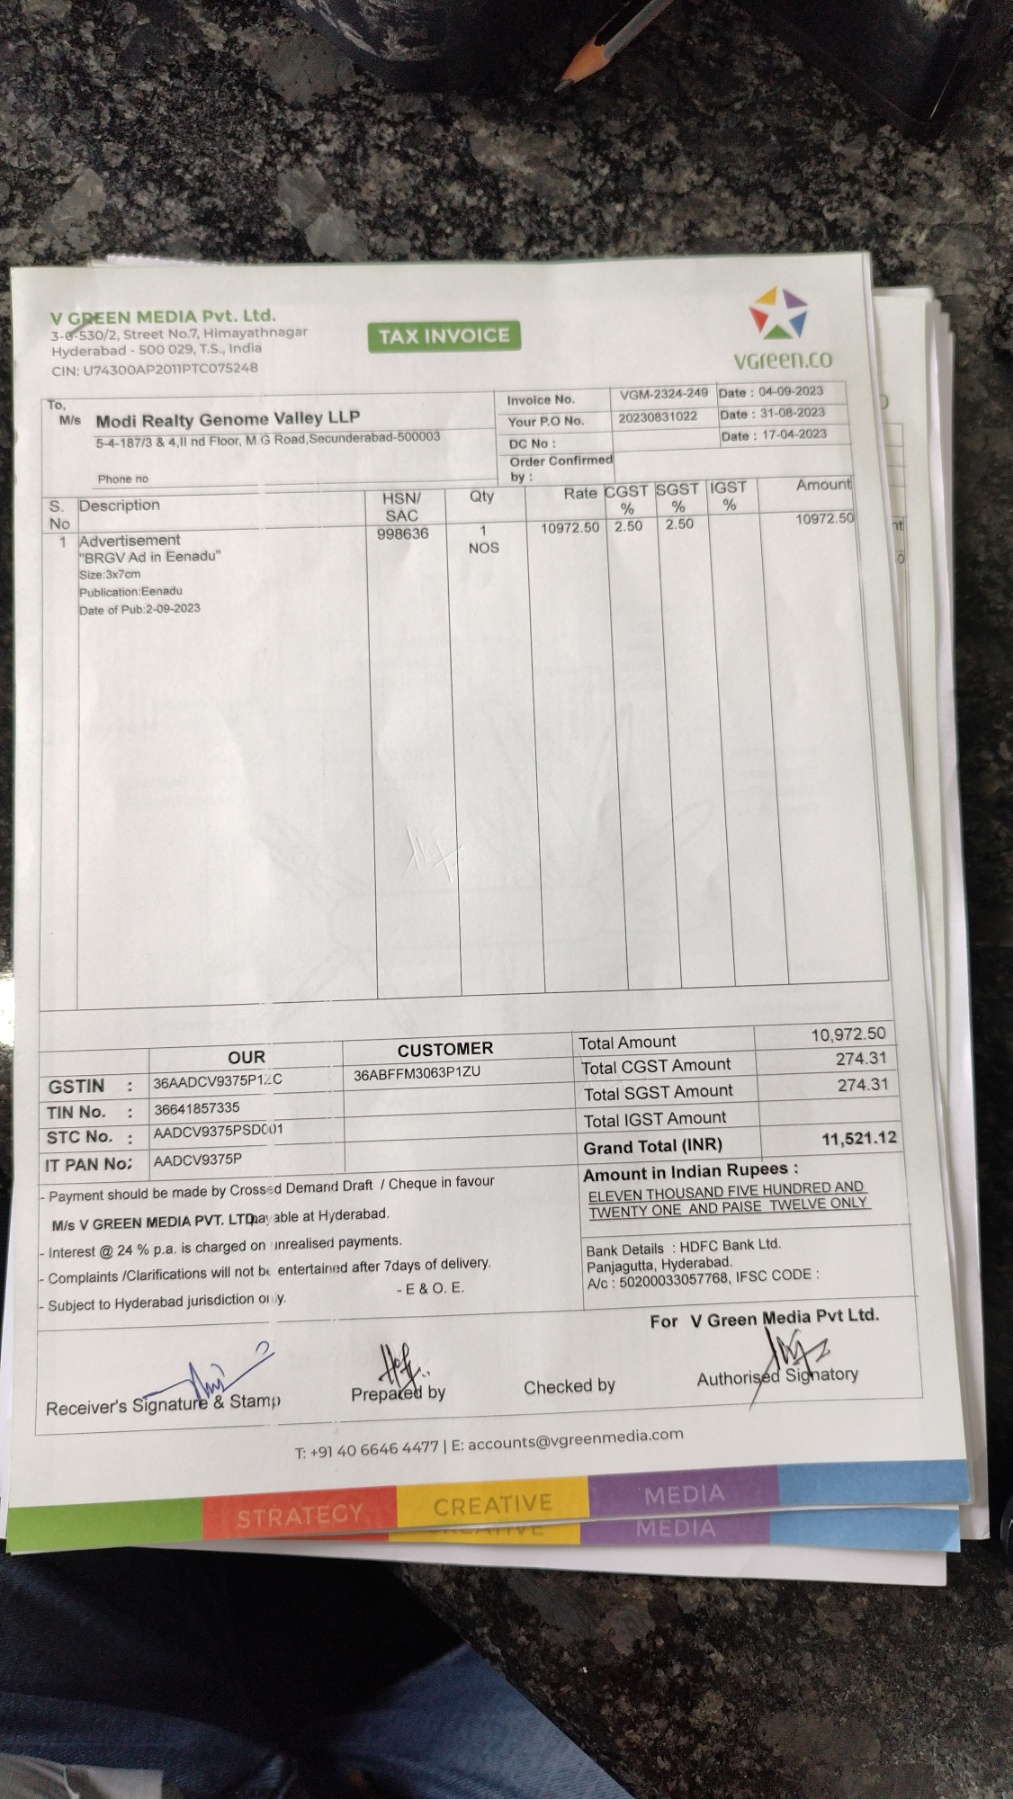 V GREEN MEDIA Pvt. Ltd.
3-6-530/2, Street No.7, Himayathnagar
Hyderabad - 500 029, T.S., India
CIN: U74300AP2011PTC075248
TAX INVOICE
vGreen.co
To,
M/s Modi Realty Genome Valley LLP
5-4-187/3 & 4,II nd Floor, M G Road,Secunderabad-500003
Phone no
Invoice No. VGM-2324-249 Date : 04-09-2023
Your P.O No. 20230831022 Date : 31-08-2023
DC No : Date : 17-04-2023
Order Confirmed
by :
S. No Description HSN/ SAC Qty Rate CGST % SGST % IGST % Amount
1 Advertisement 998636 1 NOS 10972.50 2.50 2.50 10972.50
"BRGV Ad in Eenadu"
Size:3x7cm
Publication:Eenadu
Date of Pub:2-09-2023
OUR CUSTOMER
GSTIN : 36AADCV9375P1ZC 36ABFFM3063P1ZU
TIN No. : 36641857335
STC No. : AADCV9375PSD001
IT PAN No: AADCV9375P
Total Amount 10,972.50
Total CGST Amount 274.31
Total SGST Amount 274.31
Total IGST Amount
Grand Total (INR) 11,521.12
Amount in Indian Rupees :
ELEVEN THOUSAND FIVE HUNDRED AND
TWENTY ONE AND PAISE TWELVE ONLY
- Payment should be made by Crossed Demand Draft / Cheque in favour
M/s V GREEN MEDIA PVT. LTD payable at Hyderabad.
- Interest @ 24 % p.a. is charged on unrealised payments.
- Complaints /Clarifications will not be entertained after 7days of delivery.
- Subject to Hyderabad jurisdiction only.
- E & O. E.
Bank Details : HDFC Bank Ltd.
Panjagutta, Hyderabad.
A/c : 50200033057768, IFSC CODE :
For V Green Media Pvt Ltd.
Receiver's Signature & Stamp
Prepared by
Checked by
Authorised Signatory
T: +91 40 6646 4477 | E: accounts@vgreenmedia.com
STRATEGY CREATIVE MEDIA
MEDIA